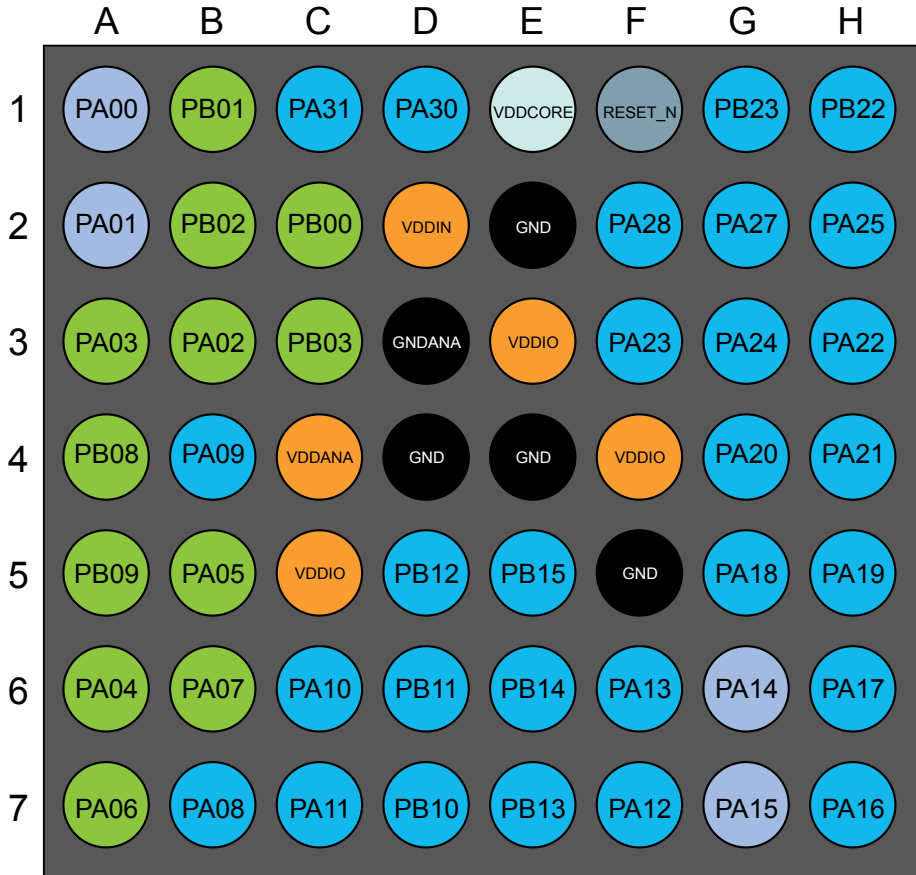 A B C D E F G H
1 PA00 PB01 PA31 PA30 VDDCORE RESET_N PB23 PB22
2 PA01 PB02 PB00 VDDIN GND PA28 PA27 PA25
3 PA03 PA02 PB03 GNDANA VDDIO PA23 PA24 PA22
4 PB08 PA09 VDDANA GND GND VDDIO PA20 PA21
5 PB09 PA05 VDDIO PB12 PB15 GND PA18 PA19
6 PA04 PA07 PA10 PB11 PB14 PA13 PA14 PA17
7 PA06 PA08 PA11 PB10 PB13 PA12 PA15 PA16